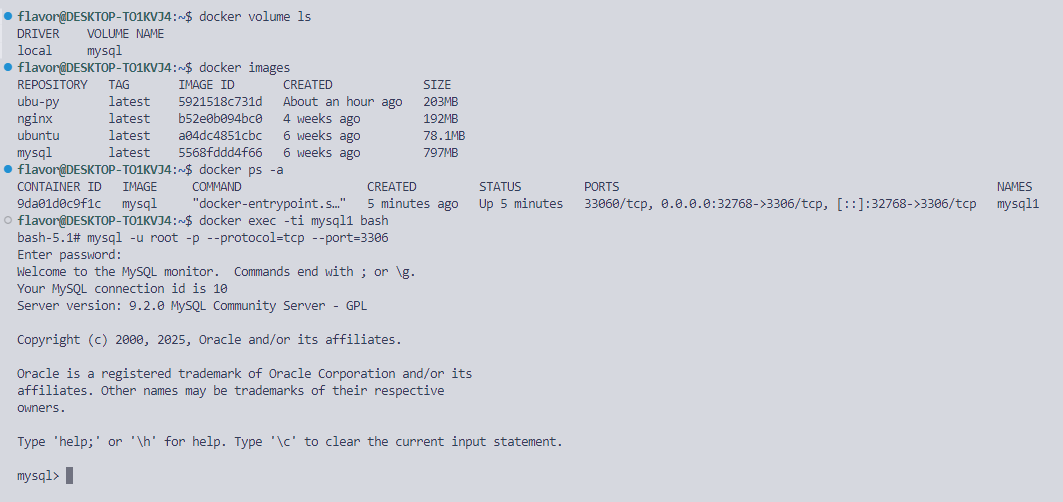 flavor@DESKTOP-TO1KVJ4:~$ docker volume ls
DRIVER    VOLUME NAME
local     mysql
flavor@DESKTOP-TO1KVJ4:~$ docker images
REPOSITORY   TAG       IMAGE ID       CREATED             SIZE
ubu-py       latest    5921518c731d   About an hour ago   203MB
nginx        latest    b52e0b094bc0   4 weeks ago         192MB
ubuntu       latest    a04dc4851cbc   6 weeks ago         78.1MB
mysql        latest    5568fddd4f66   6 weeks ago         797MB
flavor@DESKTOP-TO1KVJ4:~$ docker ps -a
CONTAINER ID   IMAGE     COMMAND                  CREATED         STATUS         PORTS                                                      NAMES
9da01d0c9f1c   mysql     "docker-entrypoint.s…"   5 minutes ago   Up 5 minutes   33060/tcp, 0.0.0.0:32768->3306/tcp, [::]:32768->3306/tcp   mysql1
flavor@DESKTOP-TO1KVJ4:~$ docker exec -ti mysql1 bash
bash-5.1# mysql -u root -p --protocol=tcp --port=3306
Enter password:
Welcome to the MySQL monitor.  Commands end with ; or \g.
Your MySQL connection id is 10
Server version: 9.2.0 MySQL Community Server - GPL
Copyright (c) 2000, 2025, Oracle and/or its affiliates.
Oracle is a registered trademark of Oracle Corporation and/or its
affiliates. Other names may be trademarks of their respective
owners.
Type 'help;' or '\h' for help. Type '\c' to clear the current input statement.
mysql>